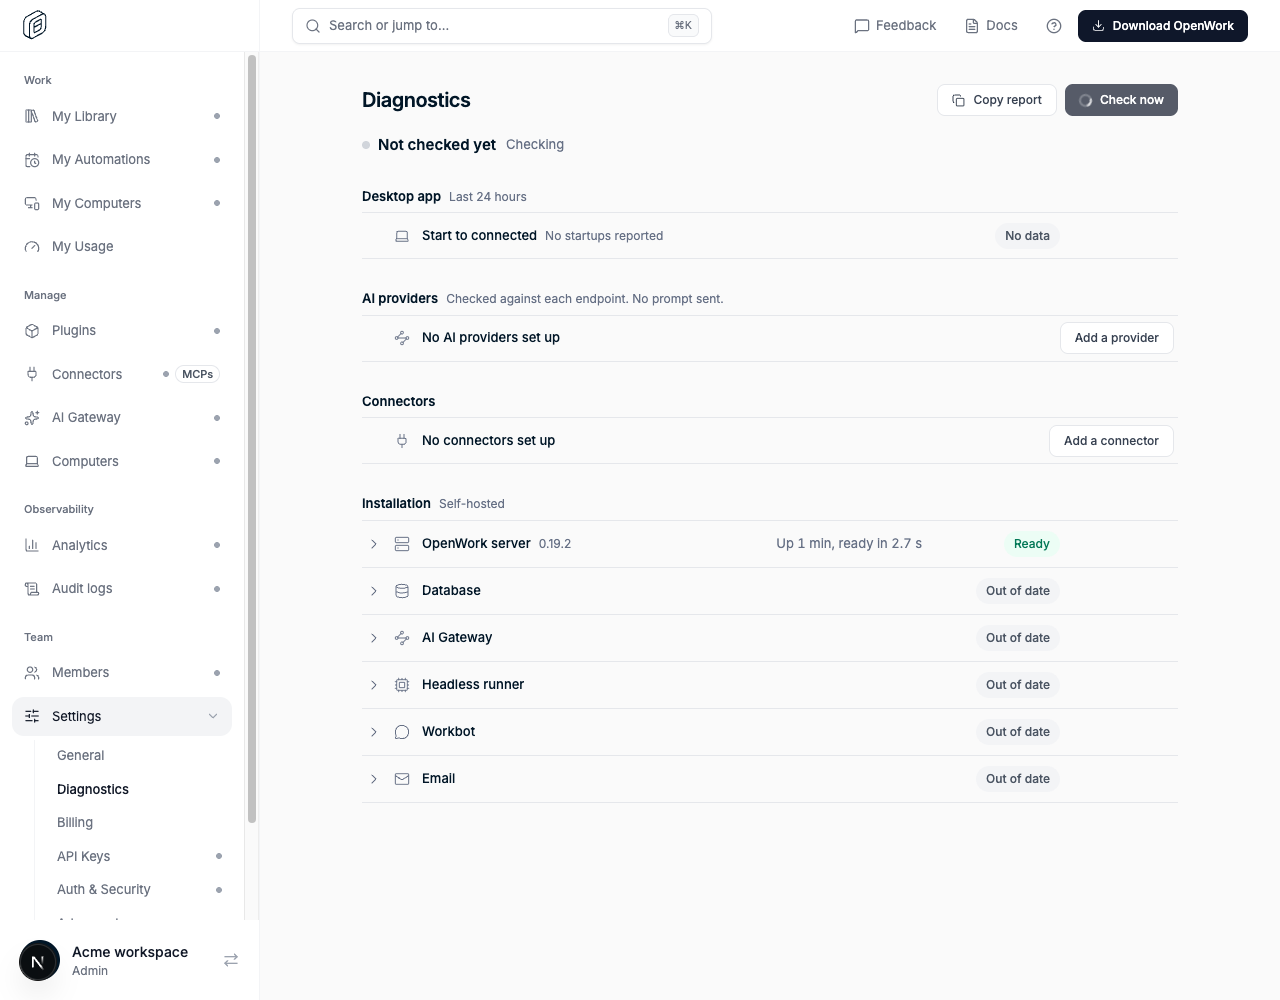 Search or jump to...
⌘K
Feedback
Docs
Download OpenWork
Work
My Library
My Automations
My Computers
My Usage
Manage
Plugins
Connectors MCPs
AI Gateway
Computers
Observability
Analytics
Audit logs
Team
Members
Settings
General
Diagnostics
Billing
API Keys
Auth & Security
N
Acme workspace
Admin
Diagnostics
Copy report
Check now
Not checked yet Checking
Desktop app Last 24 hours
Start to connected No startups reported No data
AI providers Checked against each endpoint. No prompt sent.
No AI providers set up Add a provider
Connectors
No connectors set up Add a connector
Installation Self-hosted
OpenWork server 0.19.2 Up 1 min, ready in 2.7 s Ready
Database Out of date
AI Gateway Out of date
Headless runner Out of date
Workbot Out of date
Email Out of date